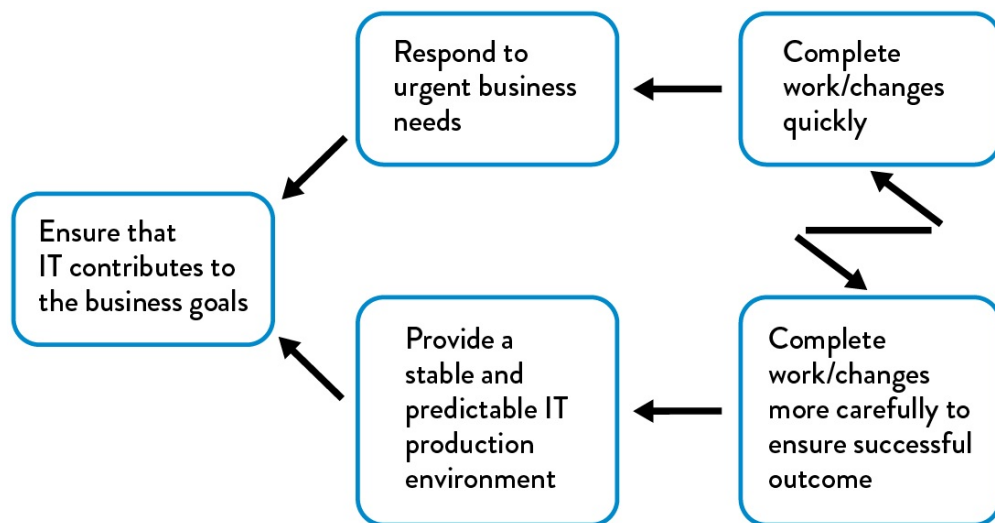 Respond to
urgent business
needs
Complete
work/changes
quickly
Ensure that
IT contributes to
the business goals
Provide a
stable and
predictable IT
production
environment
Complete
work/changes
more carefully to
ensure successful
outcome